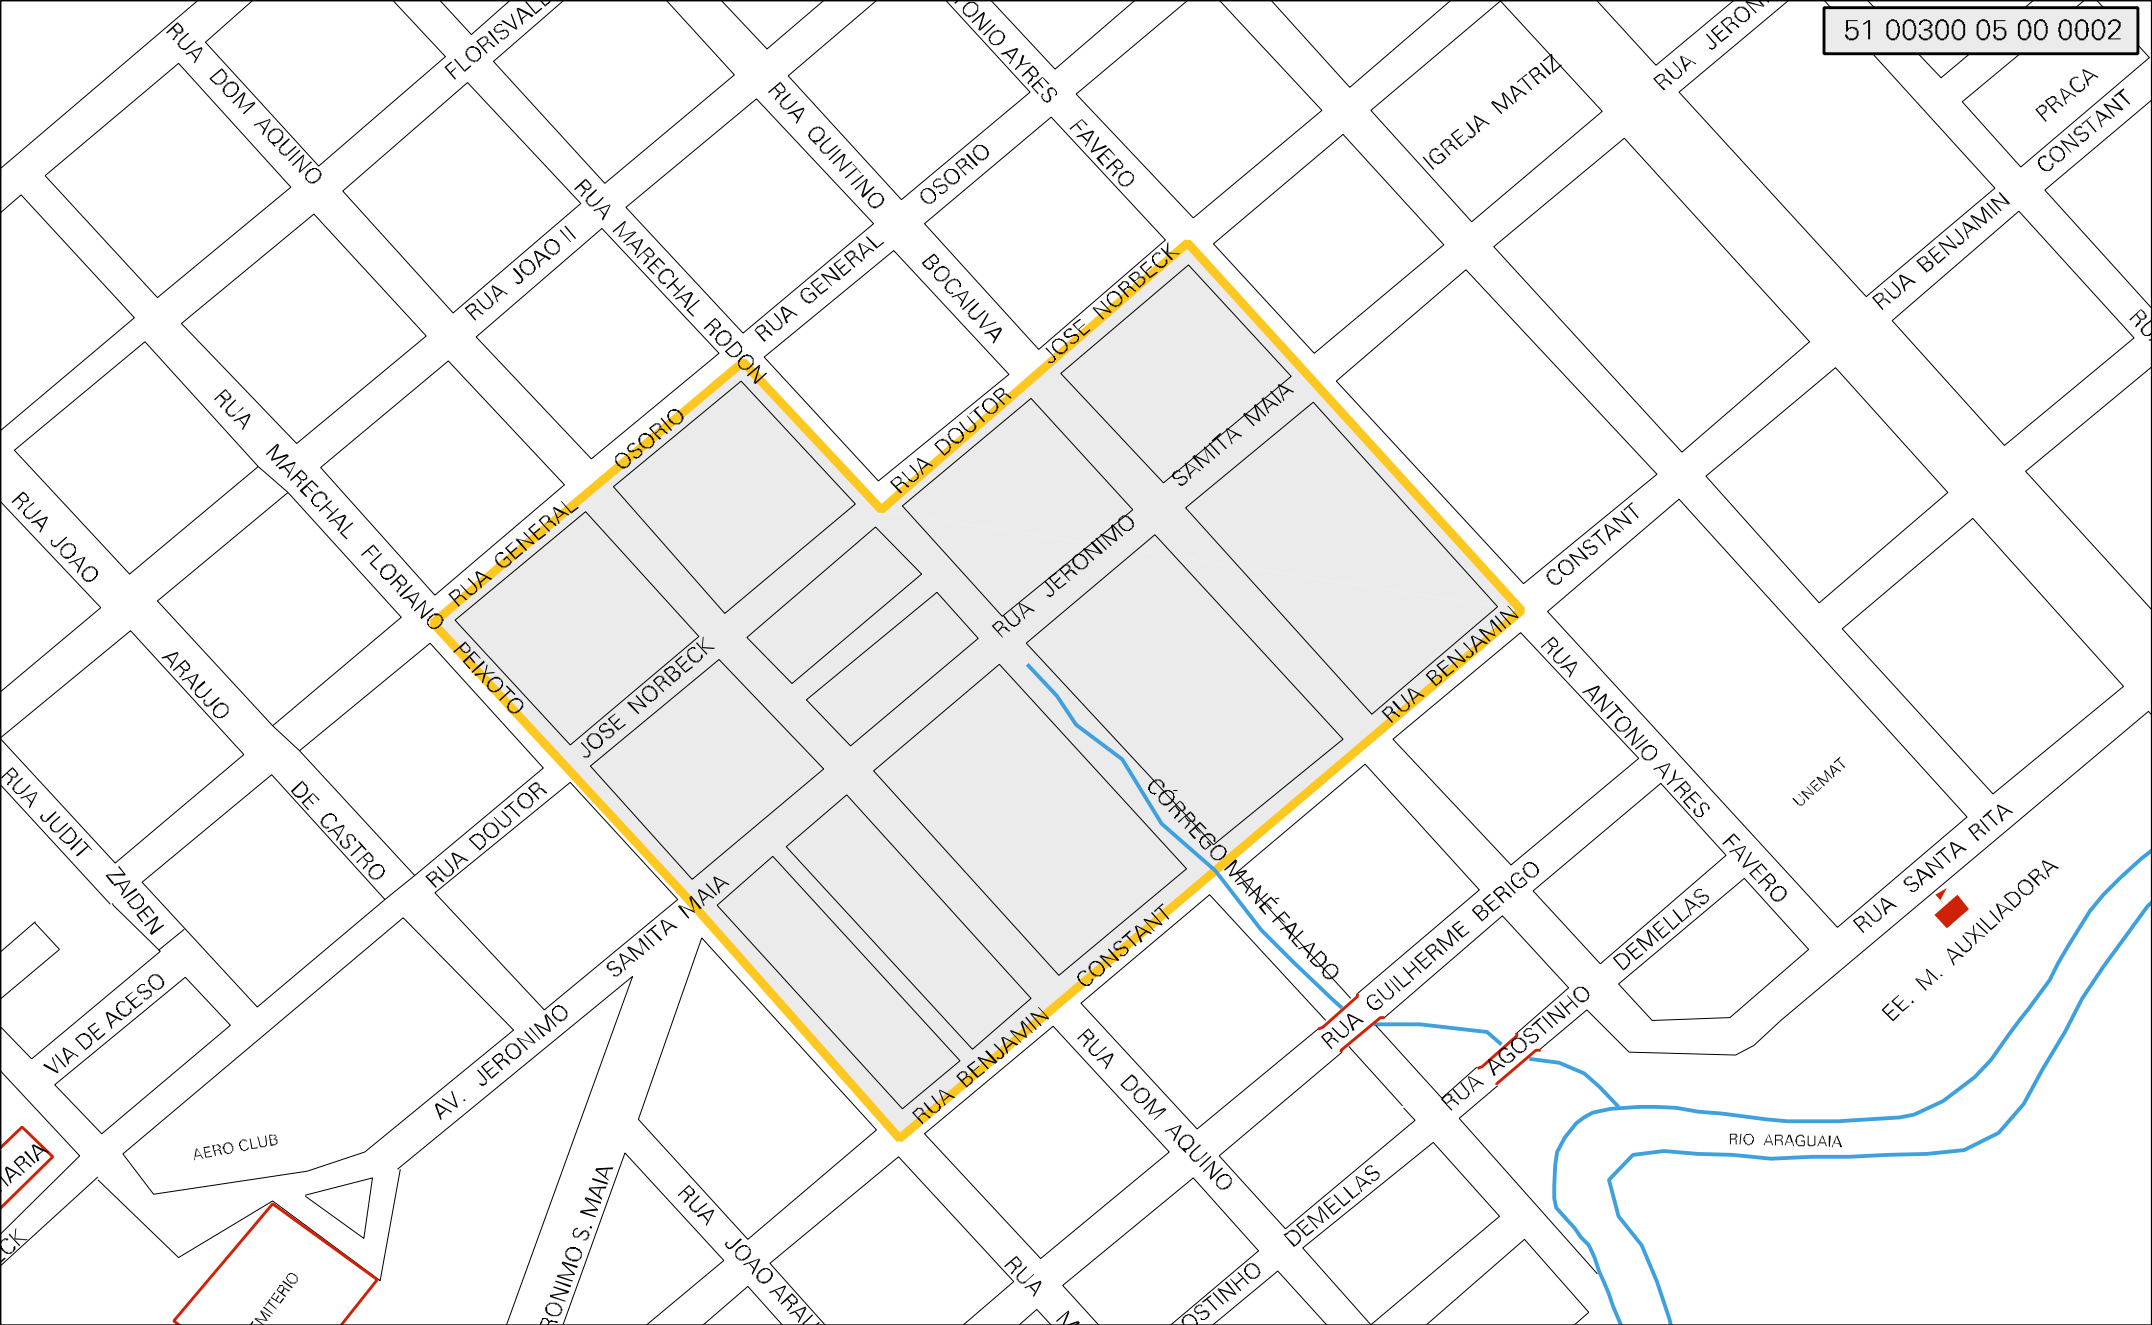 51 00300 05 00 0002
RUA DOM AQUINO
RUA QUINTINO
BOCAIUVA
AYRES
FAVERO
IGREJA MATRIZ
PRACA
CONSTANT
RUA BENJAMIN
OSORIO
RUA GENERAL
RUA JOAO II
RUA MARECHAL RODON
JOSE NORBECK
RUA DOUTOR
SAMITA MAIA
RUA JERONIMO
OSORIO
RUA GENERAL
RUA MARECHAL FLORIANO
PEIXOTO
RUA JOAO
ARAUJO
DE CASTRO
JOSE NORBECK
RUA DOUTOR
CONSTANT
RUA BENJAMIN
RUA ANTONIO AYRES FAVERO
UNEMAT
RUA SANTA RITA
EE. M. AUXILIADORA
RUA JUDIT ZAIDEN
VIA DE ACESO
SAMITA MAIA
AV. JERONIMO
CÓRREGO MANÉ FALADO
CONSTANT
RUA BENJAMIN
RUA GUILHERME BERIGO
DEMELLAS
RUA AGOSTINHO
RUA DOM AQUINO
RIO ARAGUAIA
AERO CLUB
S. MAIA
RUA JOAO
DEMELLAS
RUA